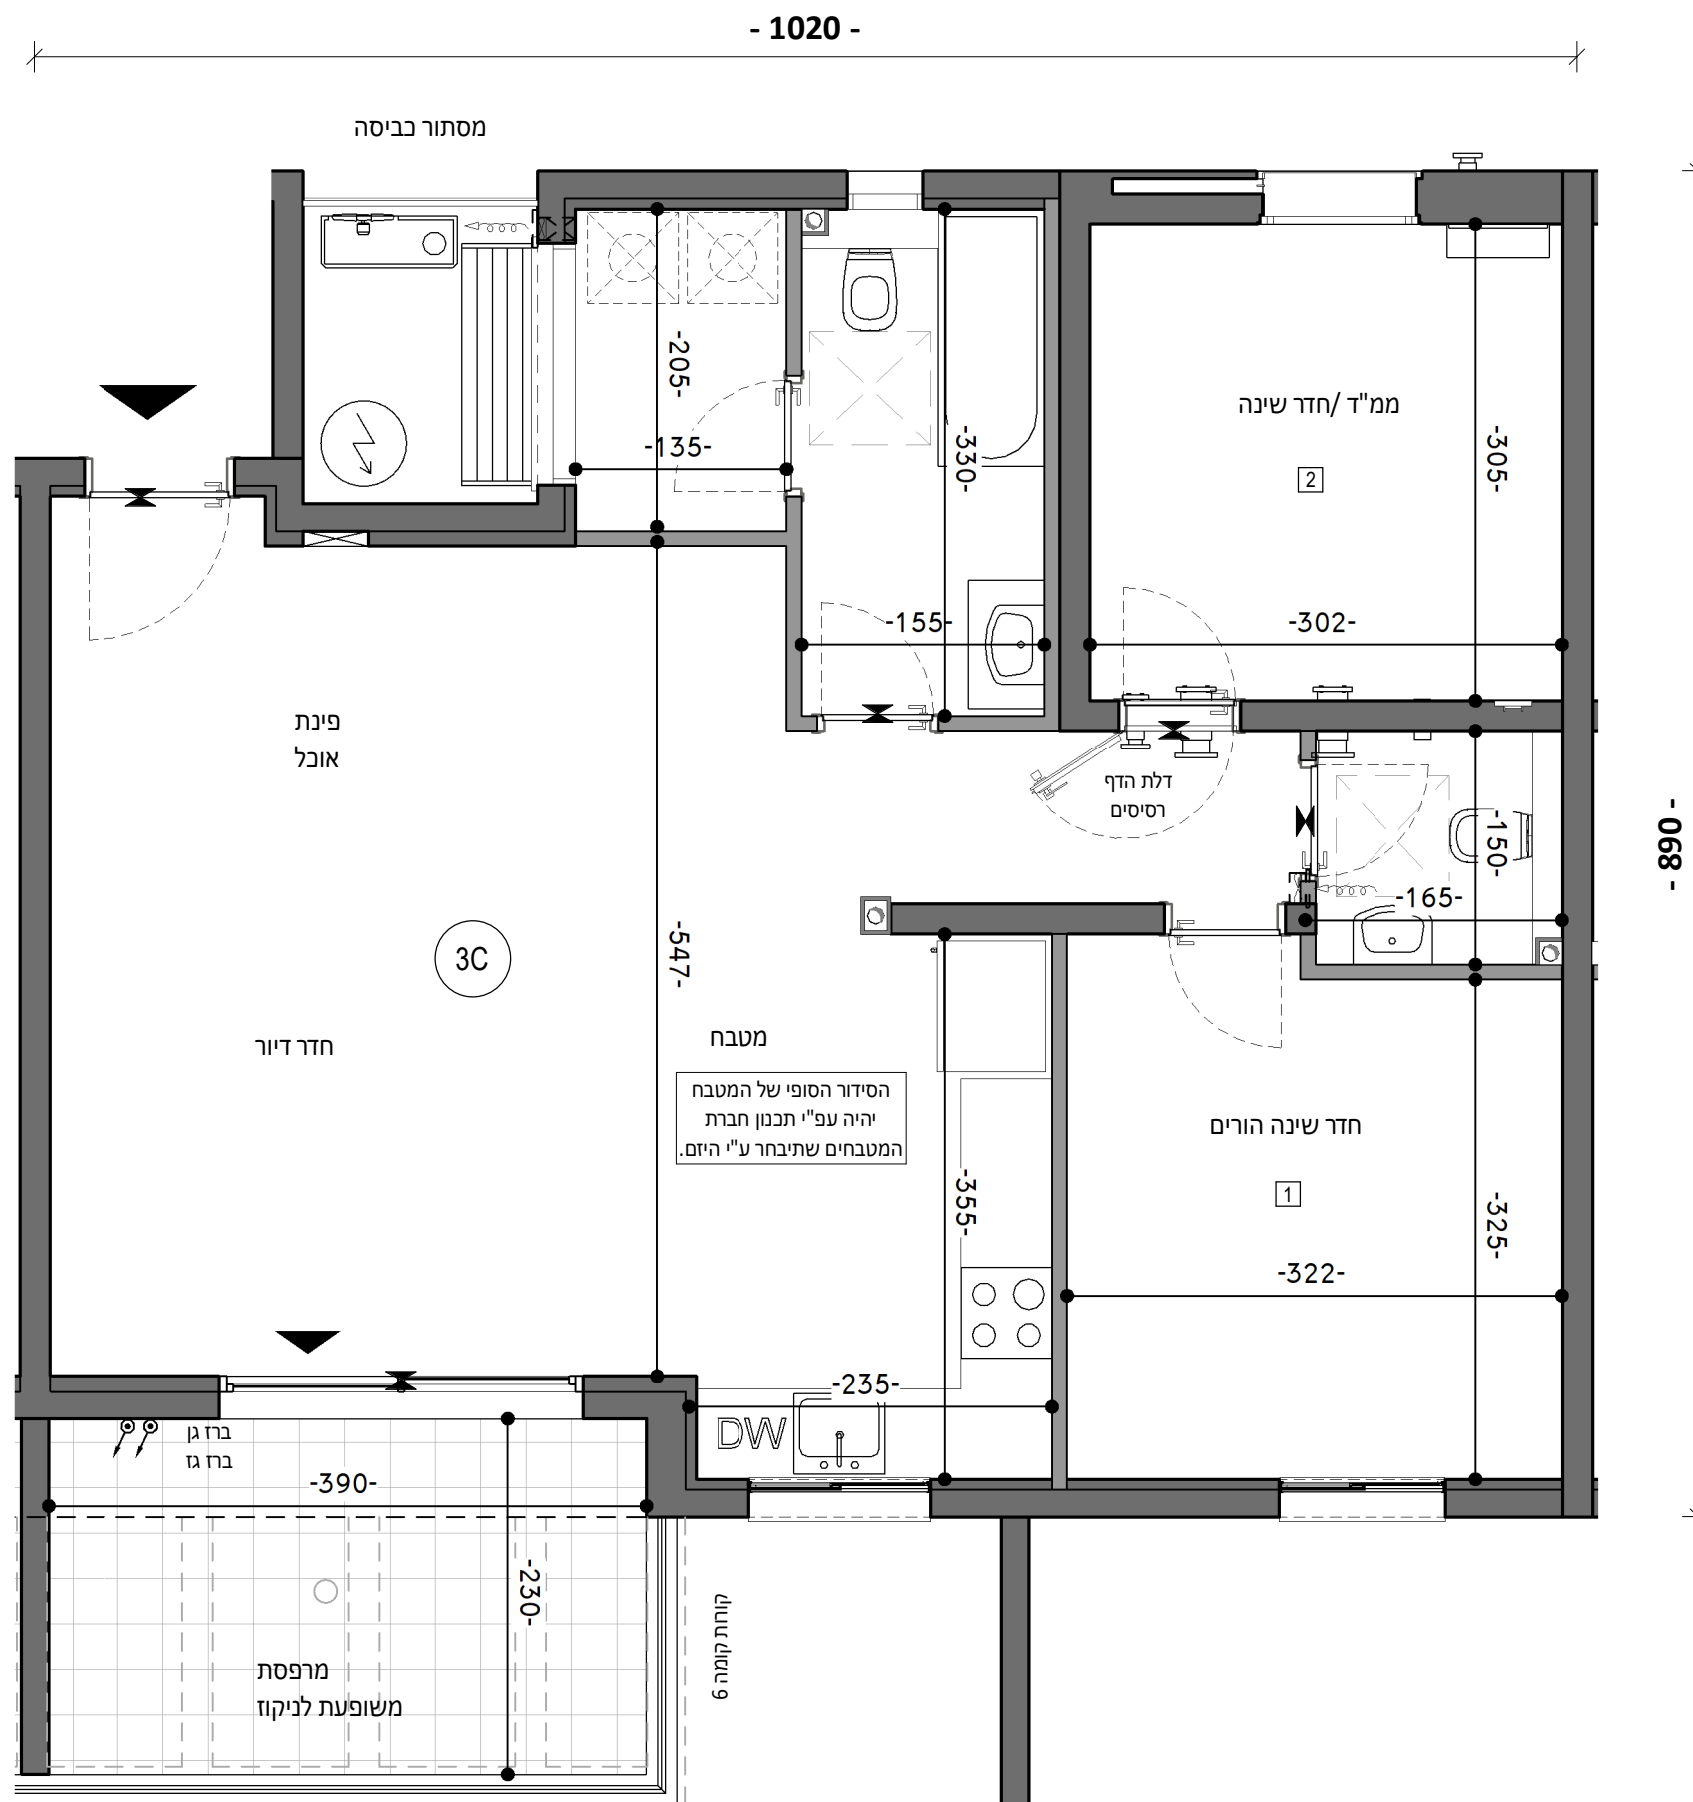 - 1020 -
מסתור כביסה
-205-
-135-
-330-
-155-
ממ"ד /חדר שינה
2
-305-
-302-
פינת
אוכל
דלת הדף
רסיסים
-150-
-165-
- 890 -
3C
-547-
חדר דיור
מטבח
הסידור הסופי של המטבח
יהיה עפ"י תכנון חברת
המטבחים שתיבחר ע"י היזם.
חדר שינה הורים
1
-355-
-325-
-322-
-235-
DW
ברז גן
ברז גז
-390-
-230-
קורות קומה 6
מרפסת
משופעת לניקוז